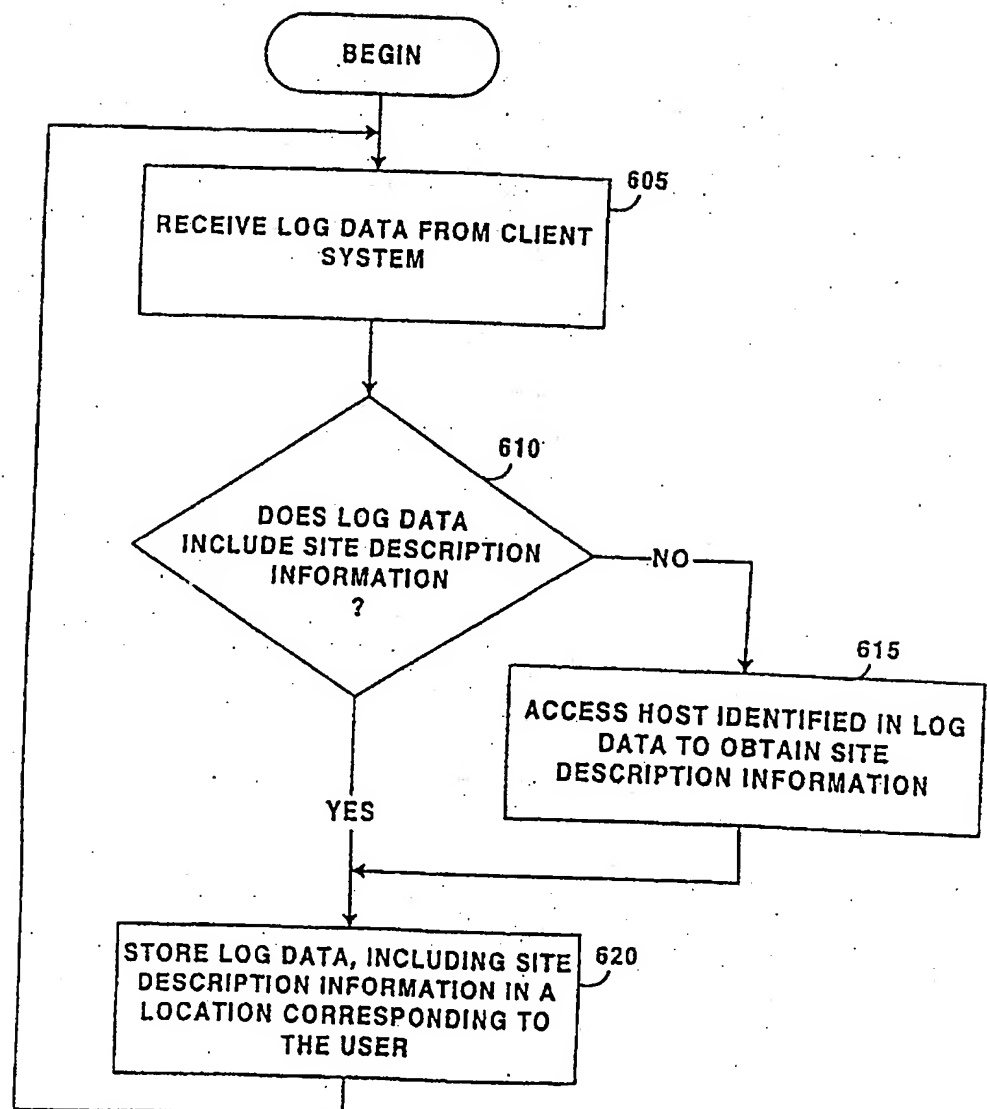 BEGIN
605
RECEIVE LOG DATA FROM CLIENT
SYSTEM
610
DOES LOG DATA
INCLUDE SITE DESCRIPTION
INFORMATION
?
NO
615
ACCESS HOST IDENTIFIED IN LOG
DATA TO OBTAIN SITE
DESCRIPTION INFORMATION
YES
620
STORE LOG DATA, INCLUDING SITE
DESCRIPTION INFORMATION IN A
LOCATION CORRESPONDING TO
THE USER